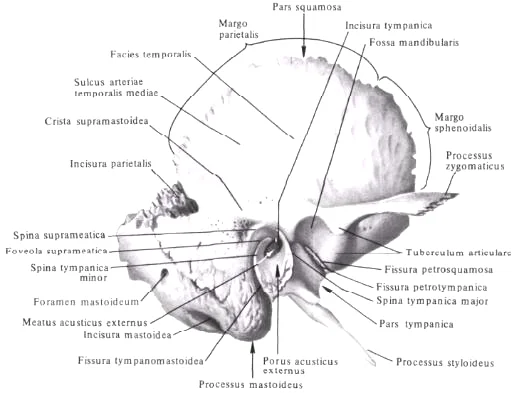 Pars squamosa
Margo
parietalis
Incisura tympanica
Fossa mandibularis
Facies temporalis
Sulcus arteriae
temporalis mediae
Crista supramastoidea
Incisura parietalis
Margo
sphenoidalis
Processus
zygomaticus
Spina suprameatica
Foveola suprameatica
Spina tympanica
minor
Foramen mastoideum
Meatus acusticus externus
Incisura mastoidea
Fissura tympanomastoidea
Tuberculum articulare
Fissura petrosquamosa
Fissura petrotympanica
Spina tympanica major
Pars tympanica
Processus styloideus
Porus acusticus
externus
Processus mastoideus